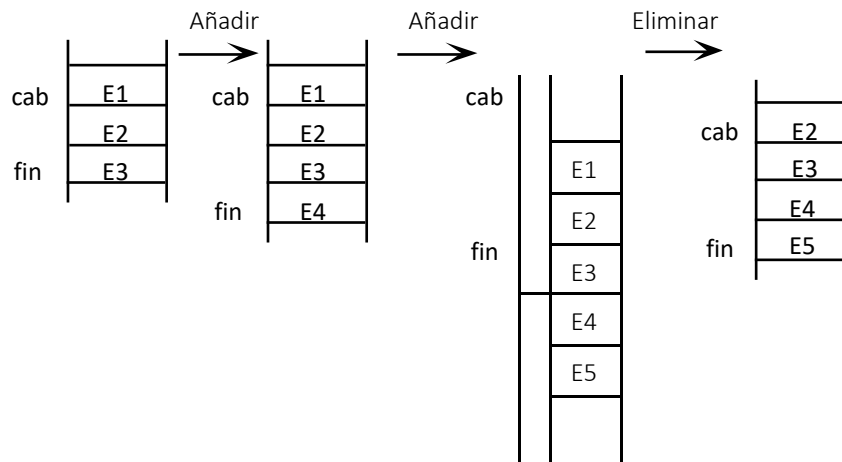 Añadir
Añadir
Eliminar
cab
E1
E2
fin
E3
cab
E1
E2
E3
fin
E4
cab
E1
E2
fin
E3
E4
E5
cab
E2
E3
E4
fin
E5